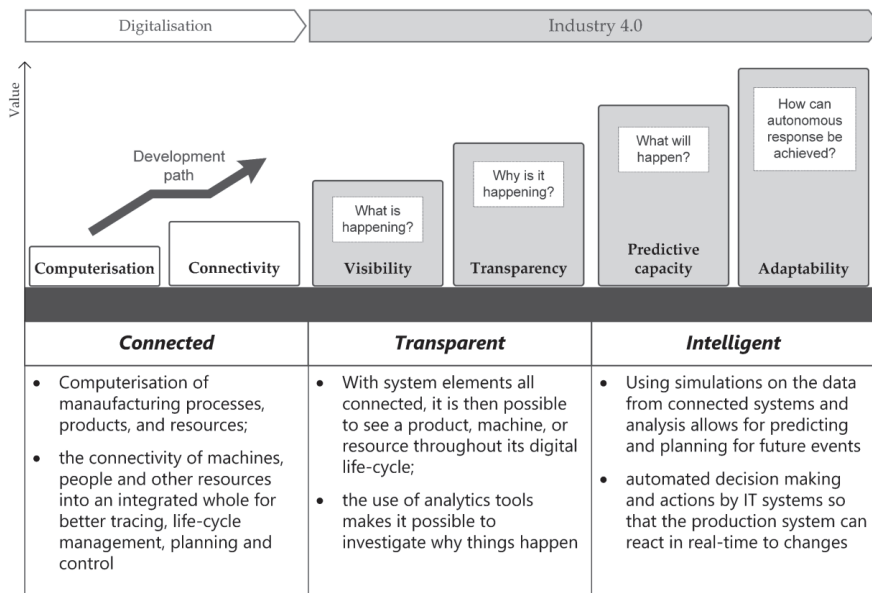 Digitalisation
Industry 4.0
Value
Development
path
What is
happening?
Why is it
happening?
What will
happen?
How can
autonomous
response be
achieved?
Computerisation
Connectivity
Visibility
Transparency
Predictive
capacity
Adaptability
Connected
Transparent
Intelligent
• Computerisation of
manaufacturing processes,
products, and resources;
• the connectivity of machines,
people and other resources
into an integrated whole for
better tracing, life-cycle
management, planning and
control
• With system elements all
connected, it is then possible
to see a product, machine, or
resource throughout its digital
life-cycle;
• the use of analytics tools
makes it possible to
investigate why things happen
• Using simulations on the data
from connected systems and
analysis allows for predicting
and planning for future events
• automated decision making
and actions by IT systems so
that the production system can
react in real-time to changes